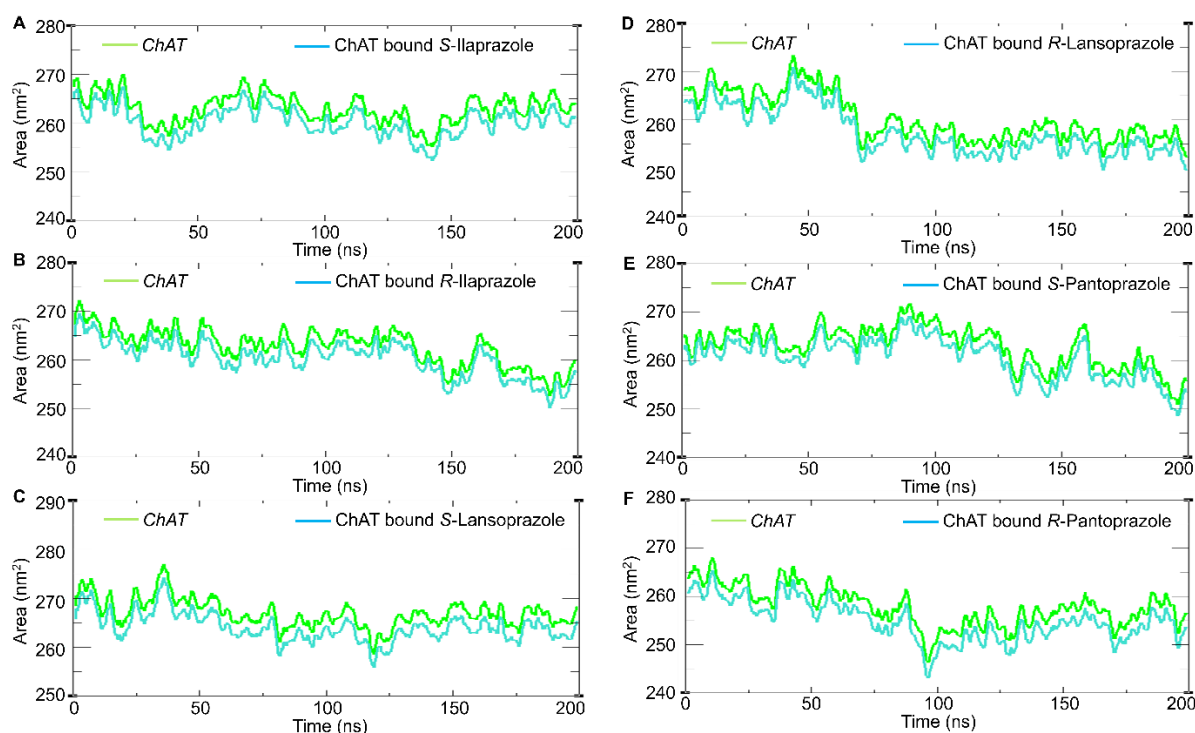 A
280
ChAT
ChAT bound S-Ilaprazole
270
260
250
240
Area (nm²)
0 50 100 150 200
Time (ns)
B
280
ChAT
ChAT bound R-Ilaprazole
270
260
250
240
Area (nm²)
0 50 100 150 200
Time (ns)
C
290
ChAT
ChAT bound S-Lansoprazole
280
270
260
250
Area (nm²)
0 50 100 150 200
Time (ns)
D
280
ChAT
ChAT bound R-Lansoprazole
270
260
250
240
Area (nm²)
0 50 100 150 200
Time (ns)
E
280
ChAT
ChAT bound S-Pantoprazole
270
260
250
240
Area (nm²)
0 50 100 150 200
Time (ns)
F
280
ChAT
ChAT bound R-Pantoprazole
270
260
250
240
Area (nm²)
0 50 100 150 200
Time (ns)